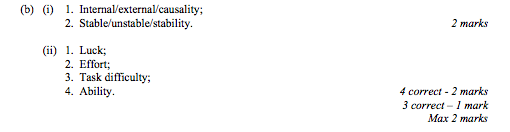 (b) (i) 1. Internal/external/causality;
2. Stable/unstable/stability. 2 marks
(ii) 1. Luck;
2. Effort;
3. Task difficulty;
4. Ability. 4 correct - 2 marks
3 correct – 1 mark
Max 2 marks